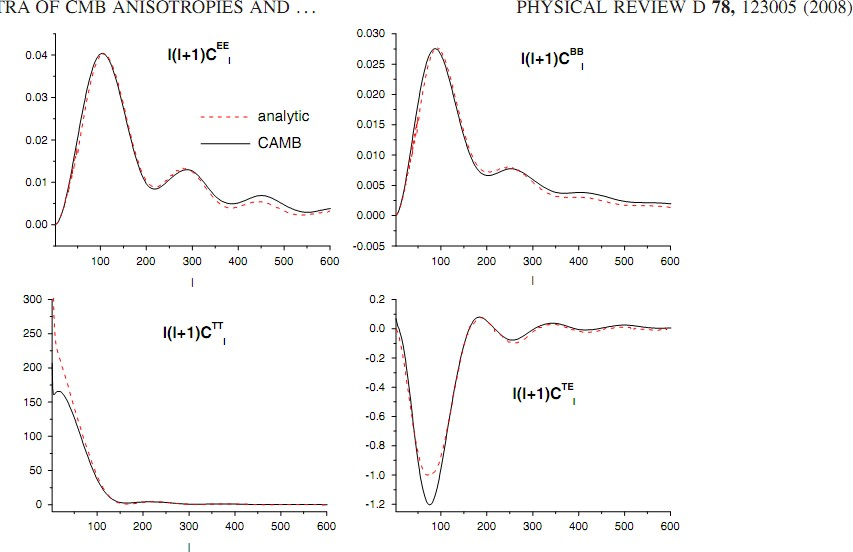 TRA OF CMB ANISOTROPIES AND ... PHYSICAL REVIEW D 78, 123005 (2008)
l(l+1)C^EE_l
0.04
0.03
0.02
0.01
0.00
analytic
CAMB
100 200 300 400 500 600
l
l(l+1)C^BB_l
0.030
0.025
0.020
0.015
0.010
0.005
0.000
-0.005
100 200 300 400 500 600
l
l(l+1)C^TT_l
300
250
200
150
100
50
0
100 200 300 400 500 600
l
l(l+1)C^TE_l
0.2
0.0
-0.2
-0.4
-0.6
-0.8
-1.0
-1.2
100 200 300 400 500 600